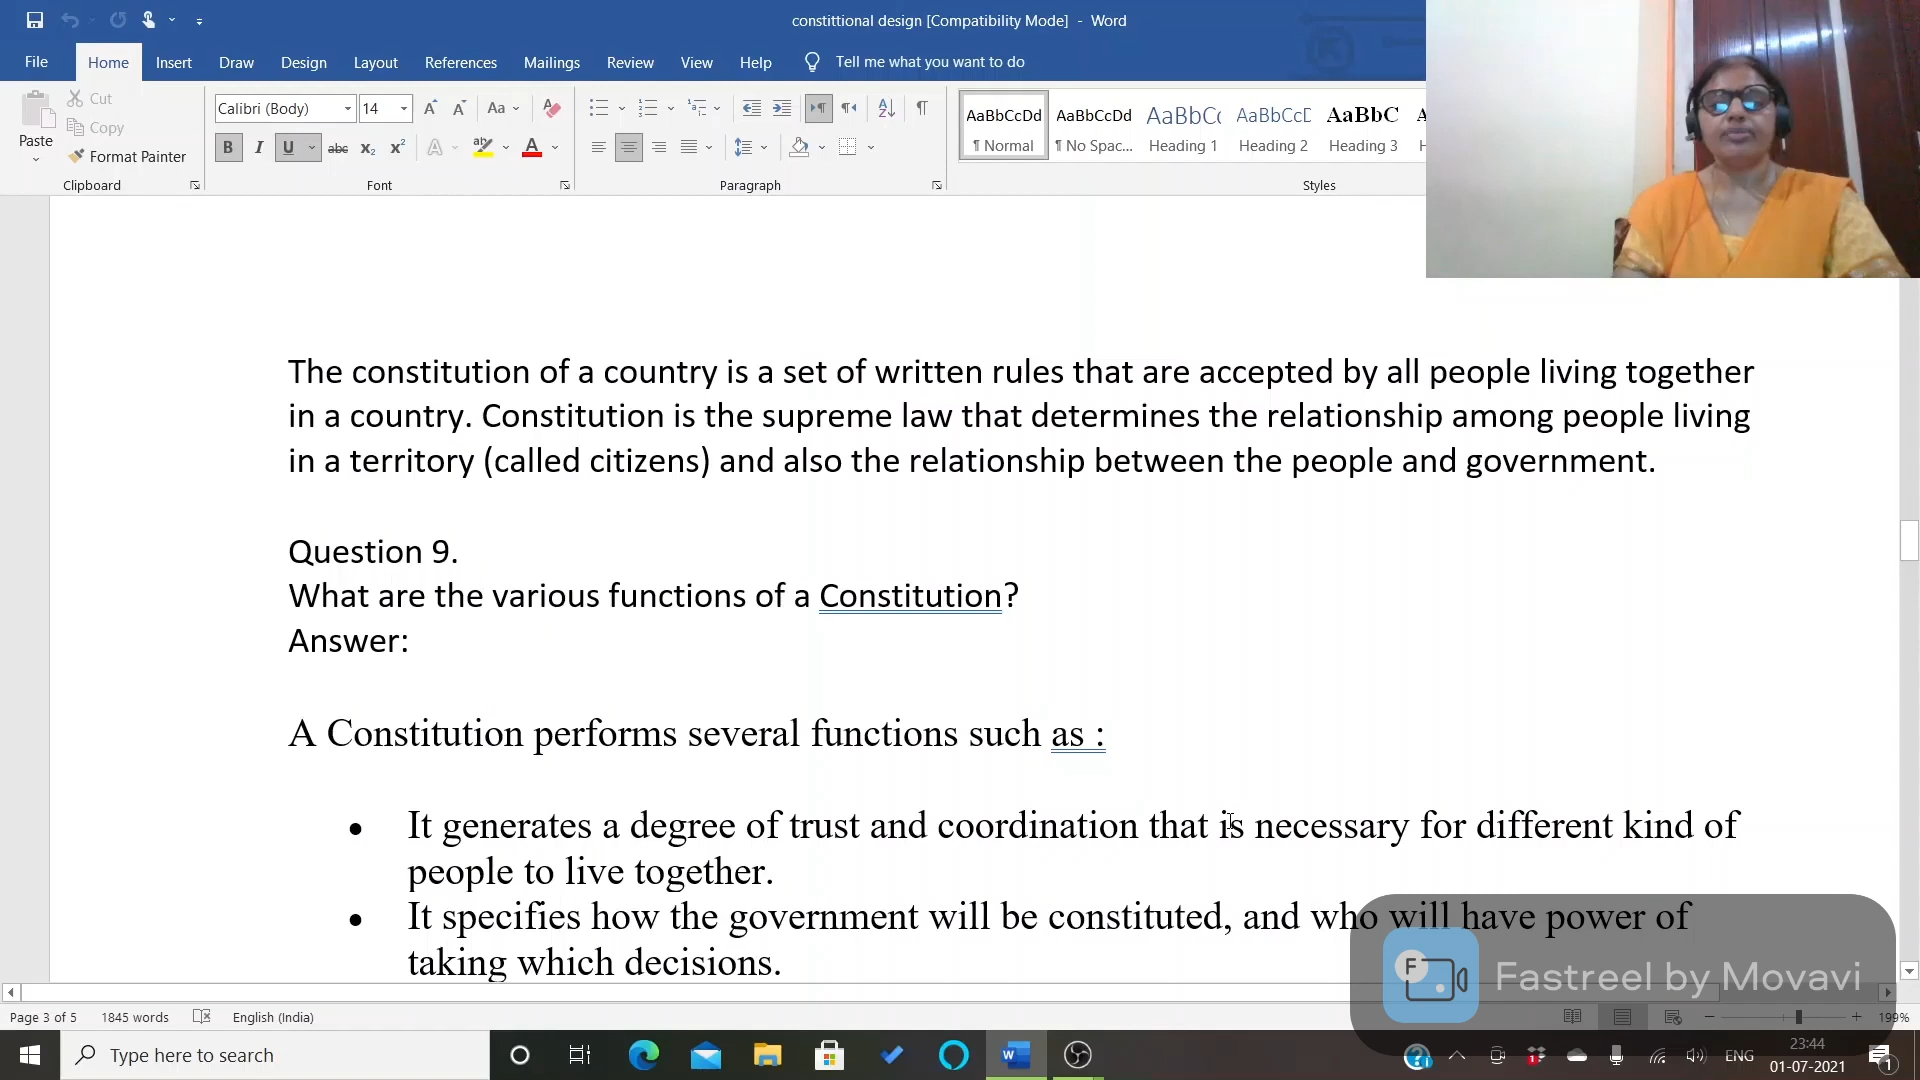 constittional design [Compatibility Mode] - Word
File Home Insert Draw Design Layout References Mailings Review View Help Tell me what you want to do
Paste
Cut
Copy
Format Painter
Clipboard
Calibri (Body) 14
Font
Paragraph
AaBbCcDd AaBbCcDd AaBbC AaBbCcD AaBbC A
¶ Normal ¶ No Spac... Heading 1 Heading 2 Heading 3 H
Styles
The constitution of a country is a set of written rules that are accepted by all people living together
in a country. Constitution is the supreme law that determines the relationship among people living
in a territory (called citizens) and also the relationship between the people and government.
Question 9.
What are the various functions of a Constitution?
Answer:
A Constitution performs several functions such as :
• It generates a degree of trust and coordination that is necessary for different kind of
people to live together.
• It specifies how the government will be constituted, and who will have power of
taking which decisions.
Fastreel by Movavi
Page 3 of 5 1845 words English (India) 199%
Type here to search
ENG
23:44
01-07-2021
1